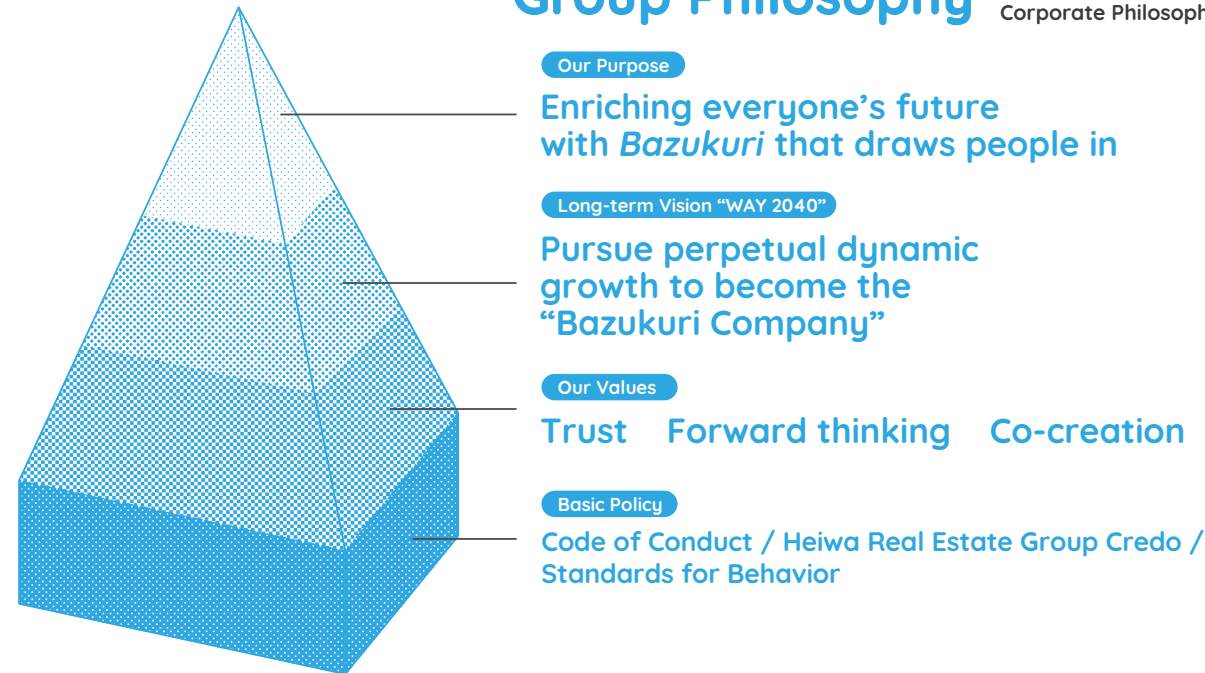 Group Philosophy
Corporate Philosoph
Our Purpose
Enriching everyone’s future
with Bazukuri that draws people in
Long-term Vision “WAY 2040”
Pursue perpetual dynamic
growth to become the
“Bazukuri Company”
Our Values
Trust Forward thinking Co-creation
Basic Policy
Code of Conduct / Heiwa Real Estate Group Credo /
Standards for Behavior